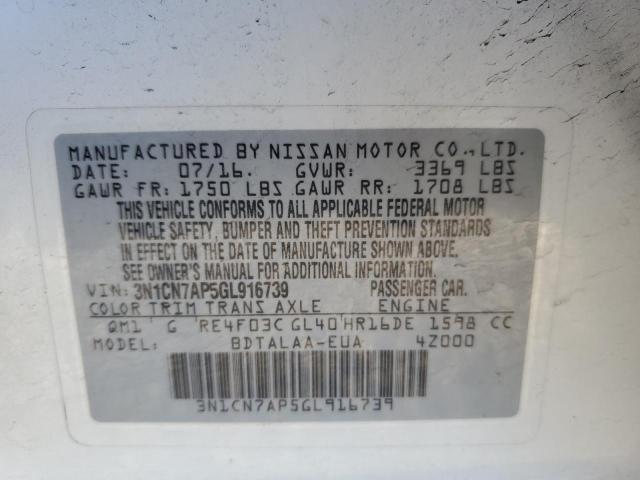 MANUFACTURED BY NISSAN MOTOR CO., LTD.
DATE: 07/16. GVWR: 3369 LBS
GAWR FR: 1750 LBS GAWR RR: 1708 LBS
THIS VEHICLE CONFORMS TO ALL APPLICABLE FEDERAL MOTOR
VEHICLE SAFETY, BUMPER AND THEFT PREVENTION STANDARDS
IN EFFECT ON THE DATE OF MANUFACTURE SHOWN ABOVE.
SEE OWNER'S MANUAL FOR ADDITIONAL INFORMATION.
VIN: 3N1CN7AP5GL916739 PASSENGER CAR.
COLOR TRIM TRANS AXLE ENGINE
QM1 G RE4F03C GL40 HR16DE 1598 CC
MODEL: BDTALAA-EUA 4Z000
3N1CN7AP5GL916739